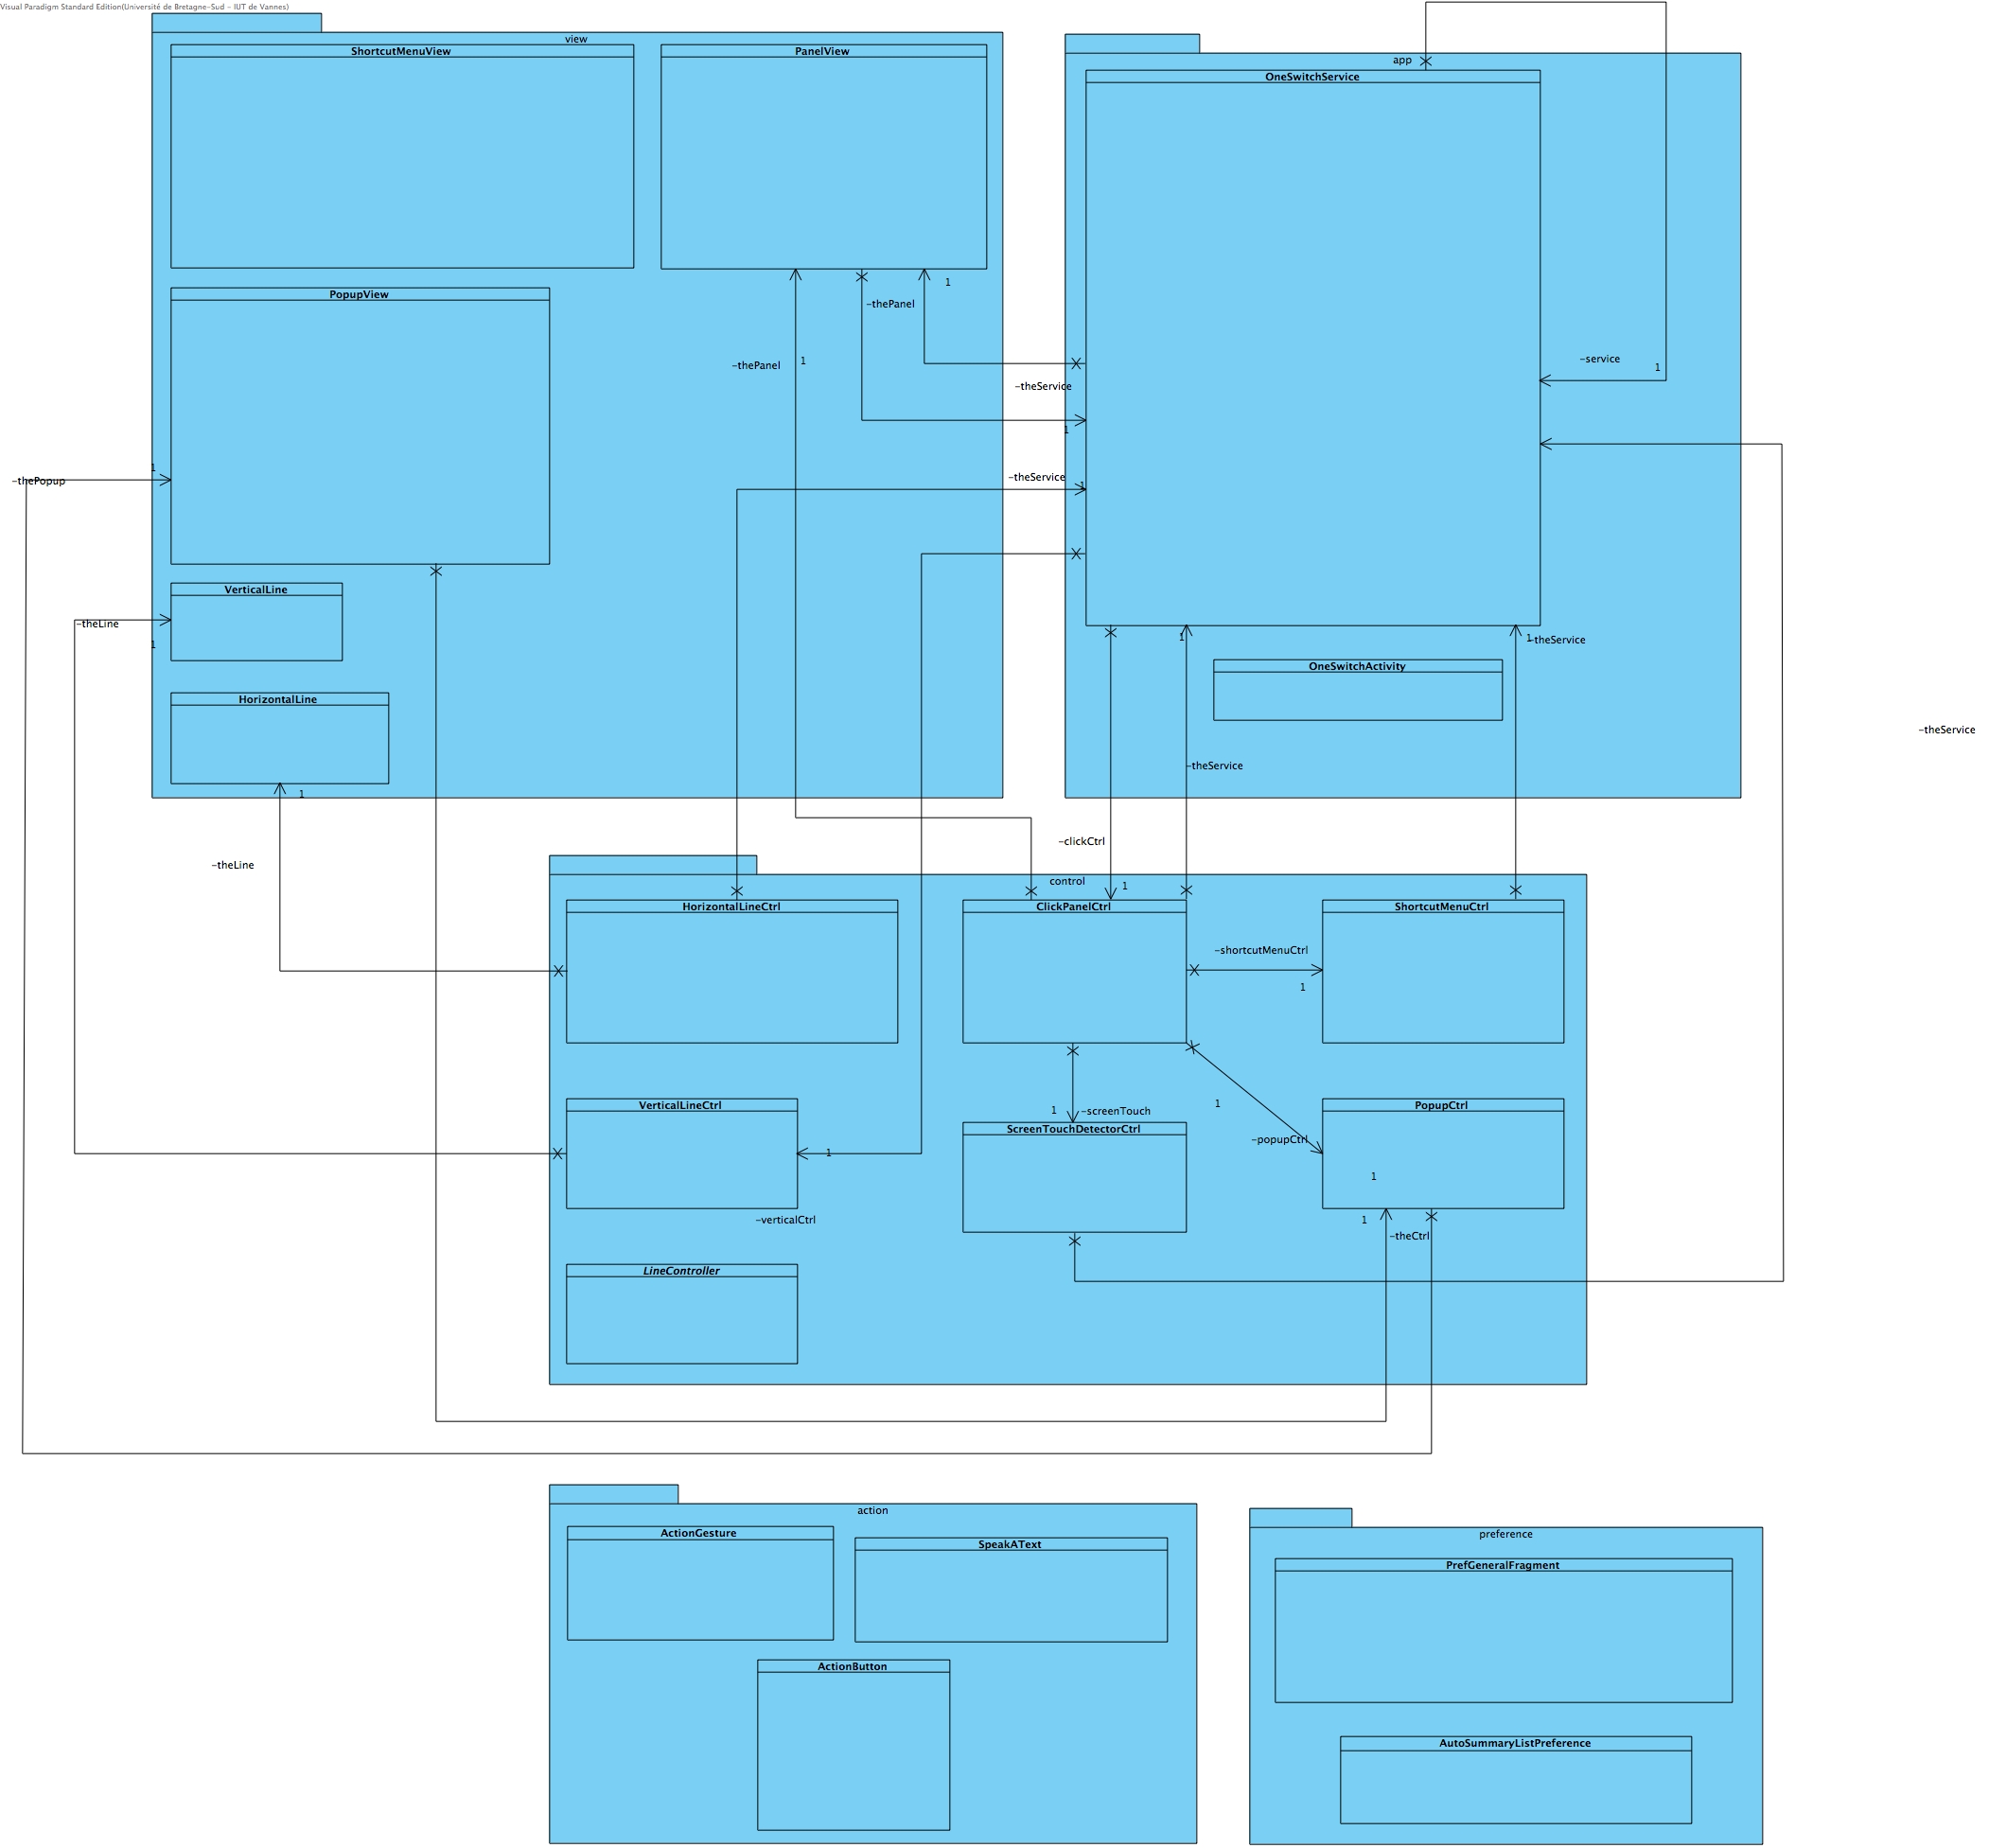 Visual Paradigm Standard Edition(Université de Bretagne-Sud - IUT de Vannes)
view
ShortcutMenuView
PanelView
app
OneSwitchService
1
-thePanel
PopupView
-thePanel
1
-service
1
-theService
1
1
-thePopup
-theService
1
VerticalLine
-theLine
1
HorizontalLine
1
1
1
-theService
OneSwitchActivity
-theService
-theService
-theLine
-clickCtrl
1
control
HorizontalLineCtrl
ClickPanelCtrl
ShortcutMenuCtrl
-shortcutMenuCtrl
1
VerticalLineCtrl
1
-verticalCtrl
1
-screenTouch
ScreenTouchDetectorCtrl
1
-popupCtrl
PopupCtrl
1
1
-theCtrl
LineController
action
ActionGesture
SpeakAText
ActionButton
preference
PrefGeneralFragment
AutoSummaryListPreference